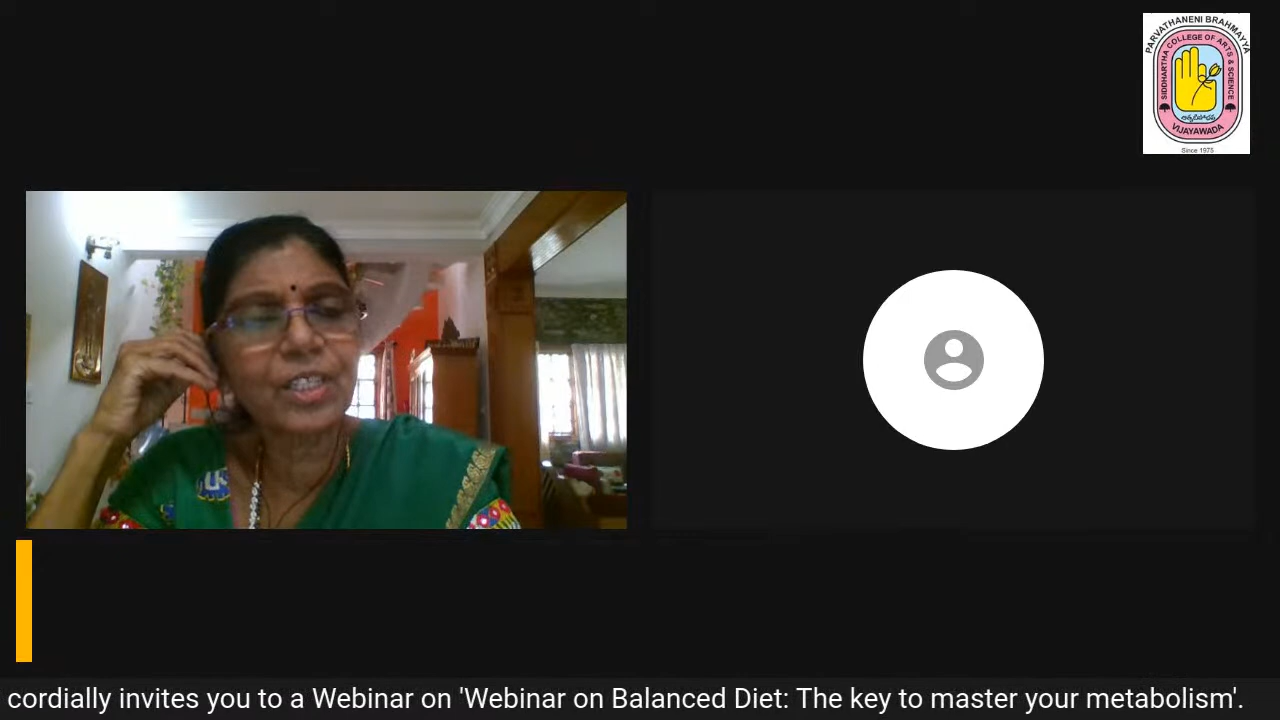 PARVATHANENI BRAHMAYYA
SIDDHARTHA COLLEGE OF ARTS & SCIENCE
VIJAYAWADA
Since 1975
cordially invites you to a Webinar on 'Webinar on Balanced Diet: The key to master your metabolism'.